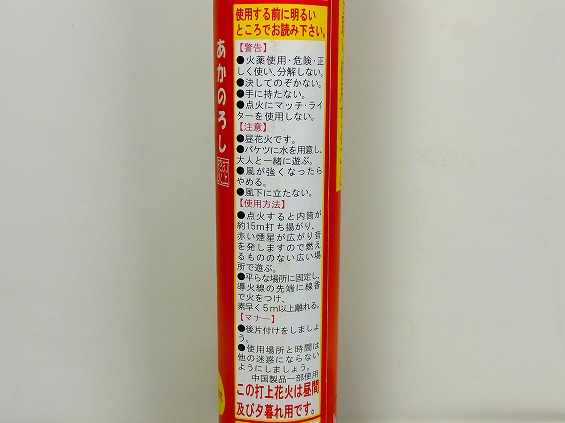 あかのろし
使用する前に明るい
ところでお読み下さい。
【警告】
●火薬使用・危険・正
しく使い、分解しない。
●決してのぞかない。
●手に持たない。
●点火にマッチ・ライ
ターを使用しない。
【注意】
●昼花火です。
●バケツに水を用意し、
大人と一緒に遊ぶ。
●風が強くなったら
やめる。
●風下に立たない。
【使用方法】
●点火すると内筒が
約15m打ち揚がり、
赤い煙星が広がり音
を発しますので燃え
るもののない広い場
所で遊ぶ。
●平らな場所に固定し、
導火線の先端に線香
で火をつけ、
素早く5m以上離れる。
【マナー】
●後片付けをしましょ
う。
●使用場所と時間は
他の迷惑にならない
ようにしましょう。
中国製品一部使用
この打上花火は昼間
及び夕暮れ用です。